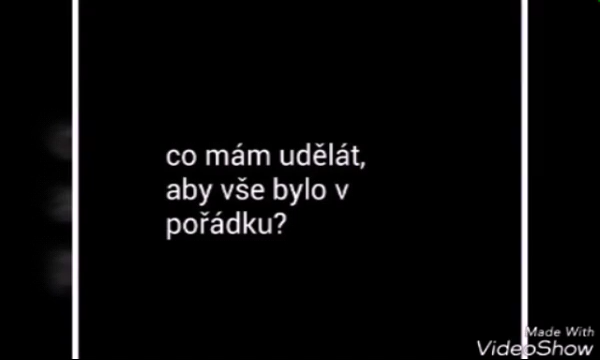 co mám udělát,
aby vše bylo v
pořádku?
Made With
VideoShow